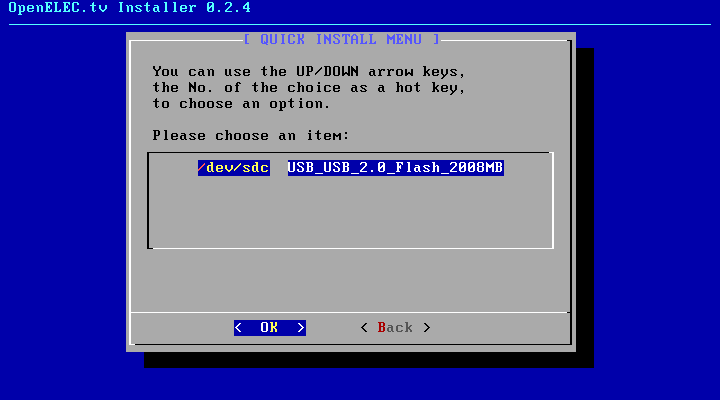 OpenELEC.tv Installer 0.2.4
[ QUICK INSTALL MENU ]
You can use the UP/DOWN arrow keys,
the No. of the choice as a hot key,
to choose an option.
Please choose an item:
/dev/sdc USB_USB_2.0_Flash_2008MB
< OK > < Back >